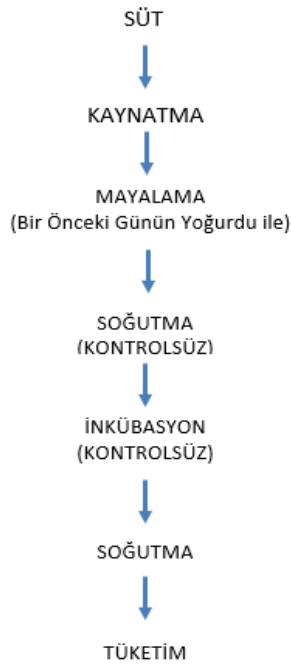 SÜT
KAYNATMA
MAYALAMA
(Bir Önceki Günün Yoğurdu ile)
SOĞUTMA
(KONTROLSÜZ)
İNKÜBASYON
(KONTROLSÜZ)
SOĞUTMA
TÜKETİM